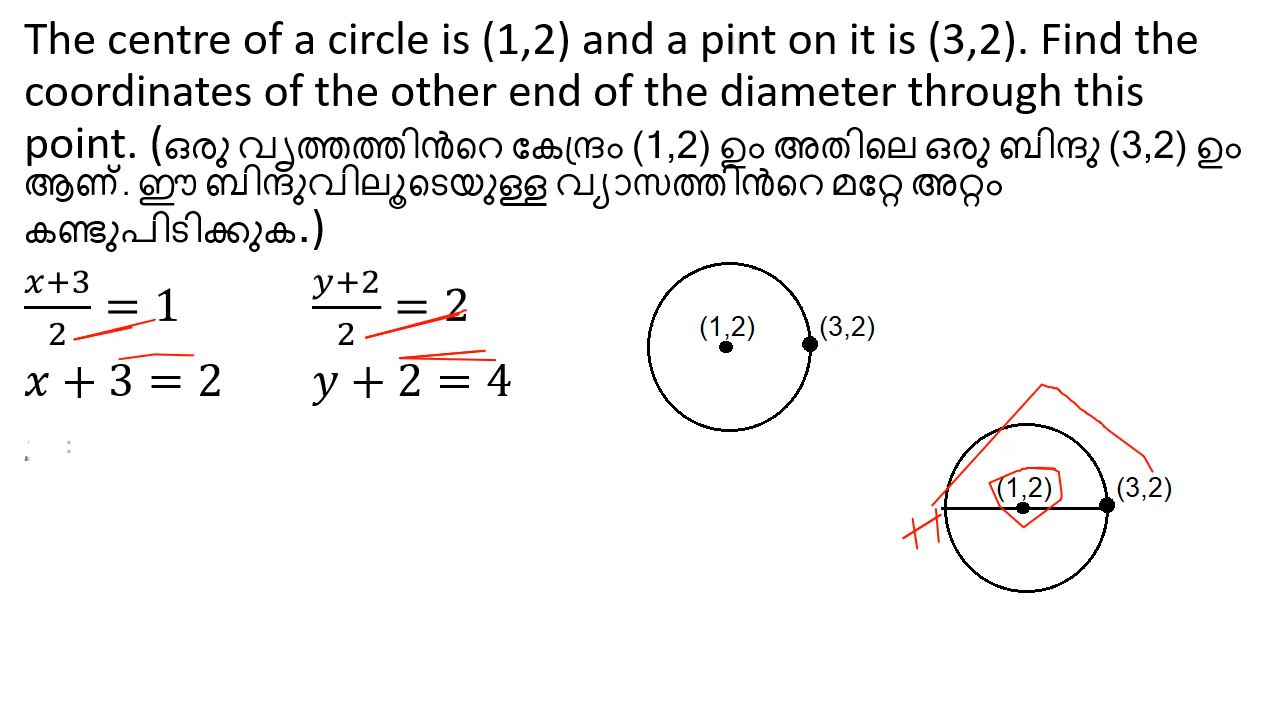 The centre of a circle is (1,2) and a pint on it is (3,2). Find the
coordinates of the other end of the diameter through this
point. (ഒരു വൃത്തത്തിൻറെ കേന്ദ്രം (1,2) ഉം അതിലെ ഒരു ബിന്ദു (3,2) ഉം
ആണ്. ഈ ബിന്ദുവിലൂടെയുള്ള വ്യാസത്തിൻറെ മറ്റേ അറ്റം
കണ്ടുപിടിക്കുക.)
(x+3)/2 = 1
(y+2)/2 = 2
x + 3 = 2
y + 2 = 4
(1,2)
(3,2)
(1,2)
(3,2)